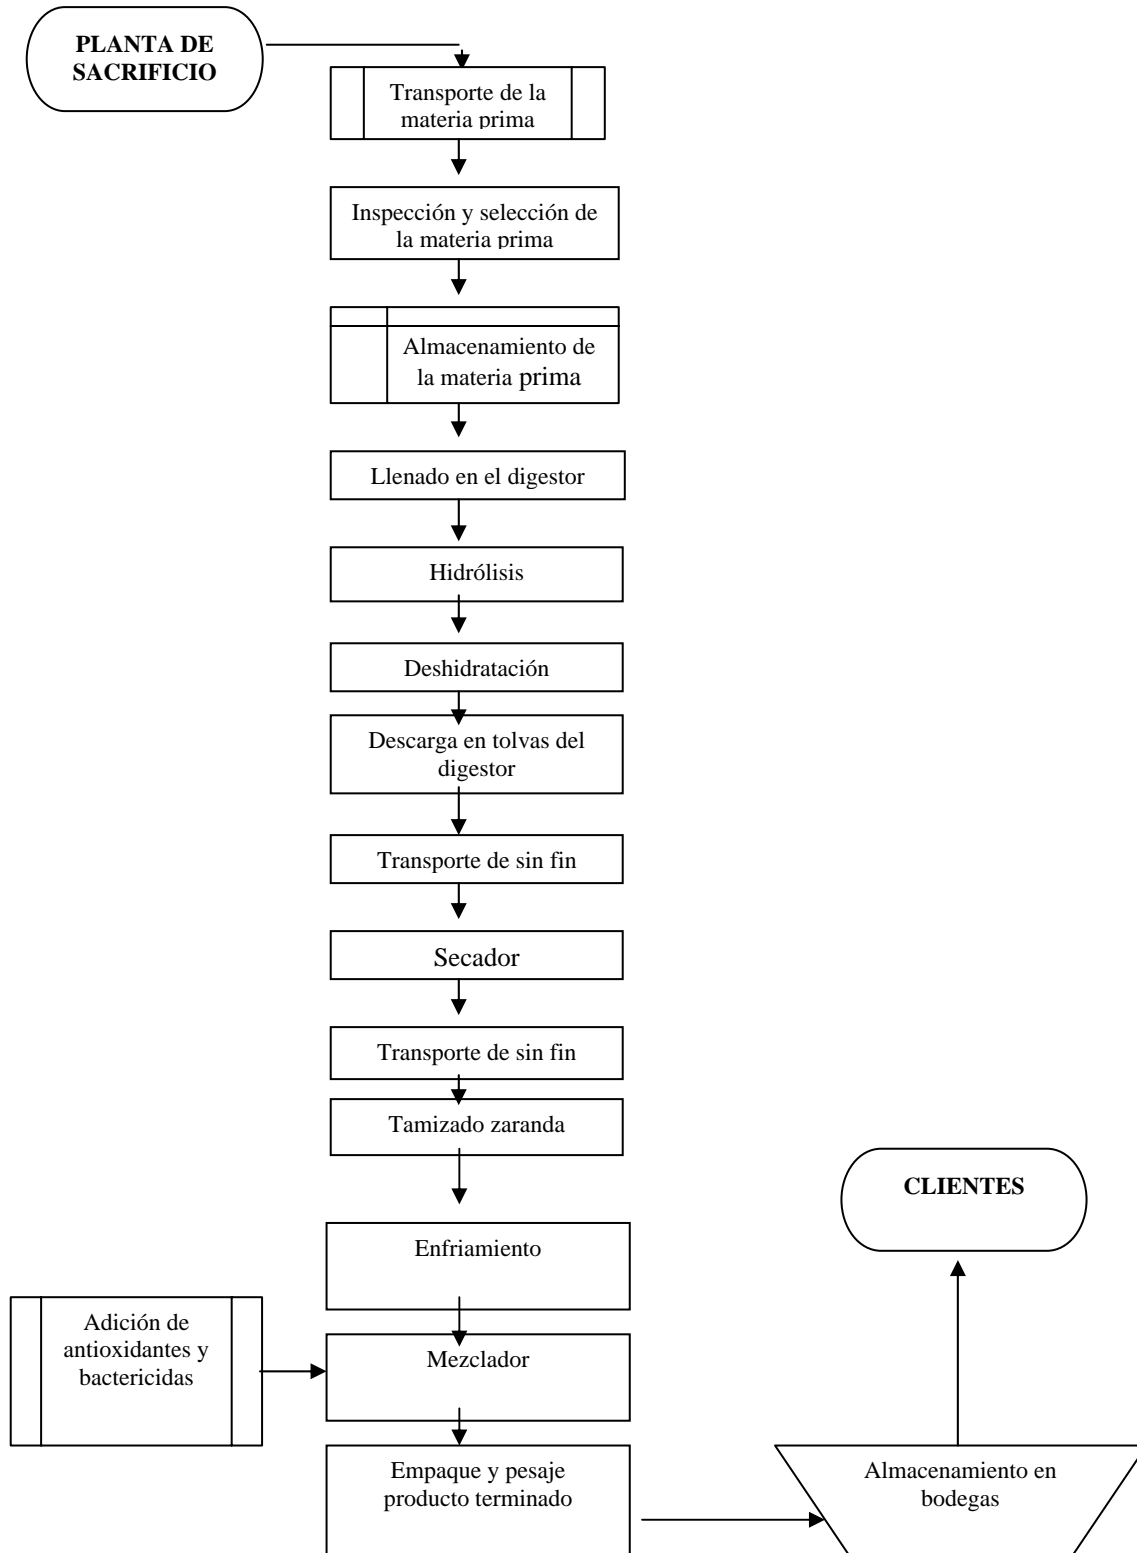 PLANTA DE
SACRIFICIO
Transporte de la
materia prima
Inspección y selección de
la materia prima
Almacenamiento de
la materia prima
Llenado en el digestor
Hidrólisis
Deshidratación
Descarga en tolvas del
digestor
Transporte de sin fin
Secador
Transporte de sin fin
Tamizado zaranda
Enfriamiento
Adición de
antioxidantes y
bactericidas
Mezclador
Empaque y pesaje
producto terminado
Almacenamiento en
bodegas
CLIENTES